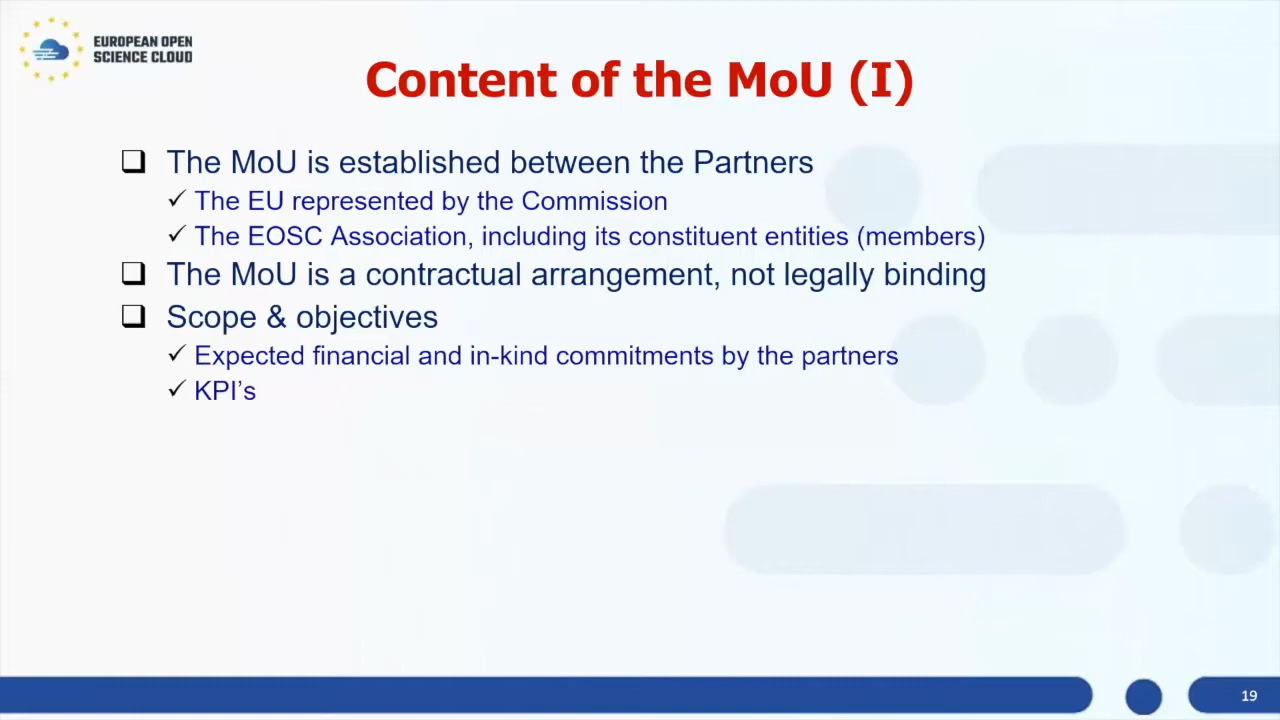 EUROPEAN OPEN
SCIENCE CLOUD
Content of the MoU (I)
The MoU is established between the Partners
The EU represented by the Commission
The EOSC Association, including its constituent entities (members)
The MoU is a contractual arrangement, not legally binding
Scope & objectives
Expected financial and in-kind commitments by the partners
KPI’s
19